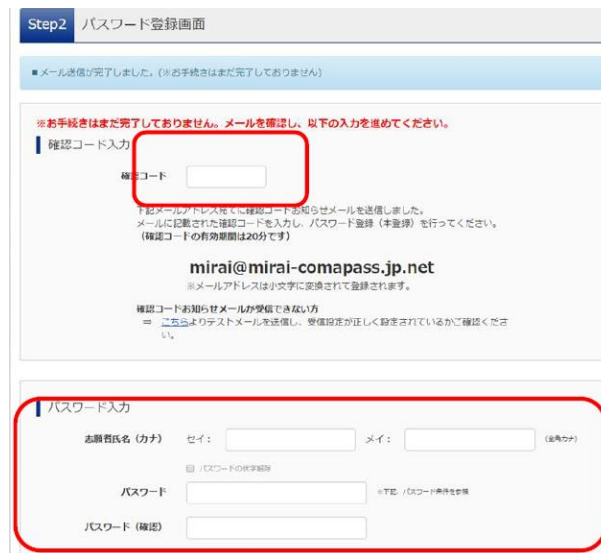 Step2 パスワード登録画面
■メール送信が完了しました。(※お手続きはまだ完了しておりません)
※お手続きはまだ完了しておりません。メールを確認し、以下の入力を進めてください。
確認コード入力
確認コード
下記メールアドレス宛てに確認コードお知らせメールを送信しました。
メールに記載された確認コードを入力し、パスワード登録（本登録）を行ってください。
(確認コードの有効期間は20分です)
mirai@mirai-comapass.jp.net
※メールアドレスは小文字に変換されて登録されます。
確認コードお知らせメールが受信できない方
⇒ こちらよりテストメールを送信し、受信設定が正しく設定されているかご確認くださ
い。
パスワード入力
志願者氏名（カナ） セイ： メイ： (全角カナ)
パスワードの伏字解除
パスワード ※下記、パスワード条件を参照
パスワード（確認）